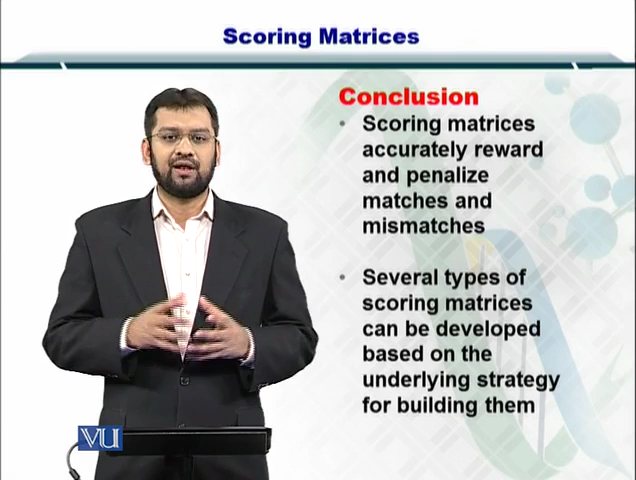 Scoring Matrices
Conclusion
• Scoring matrices
accurately reward
and penalize
matches and
mismatches
• Several types of
scoring matrices
can be developed
based on the
underlying strategy
for building them
VU